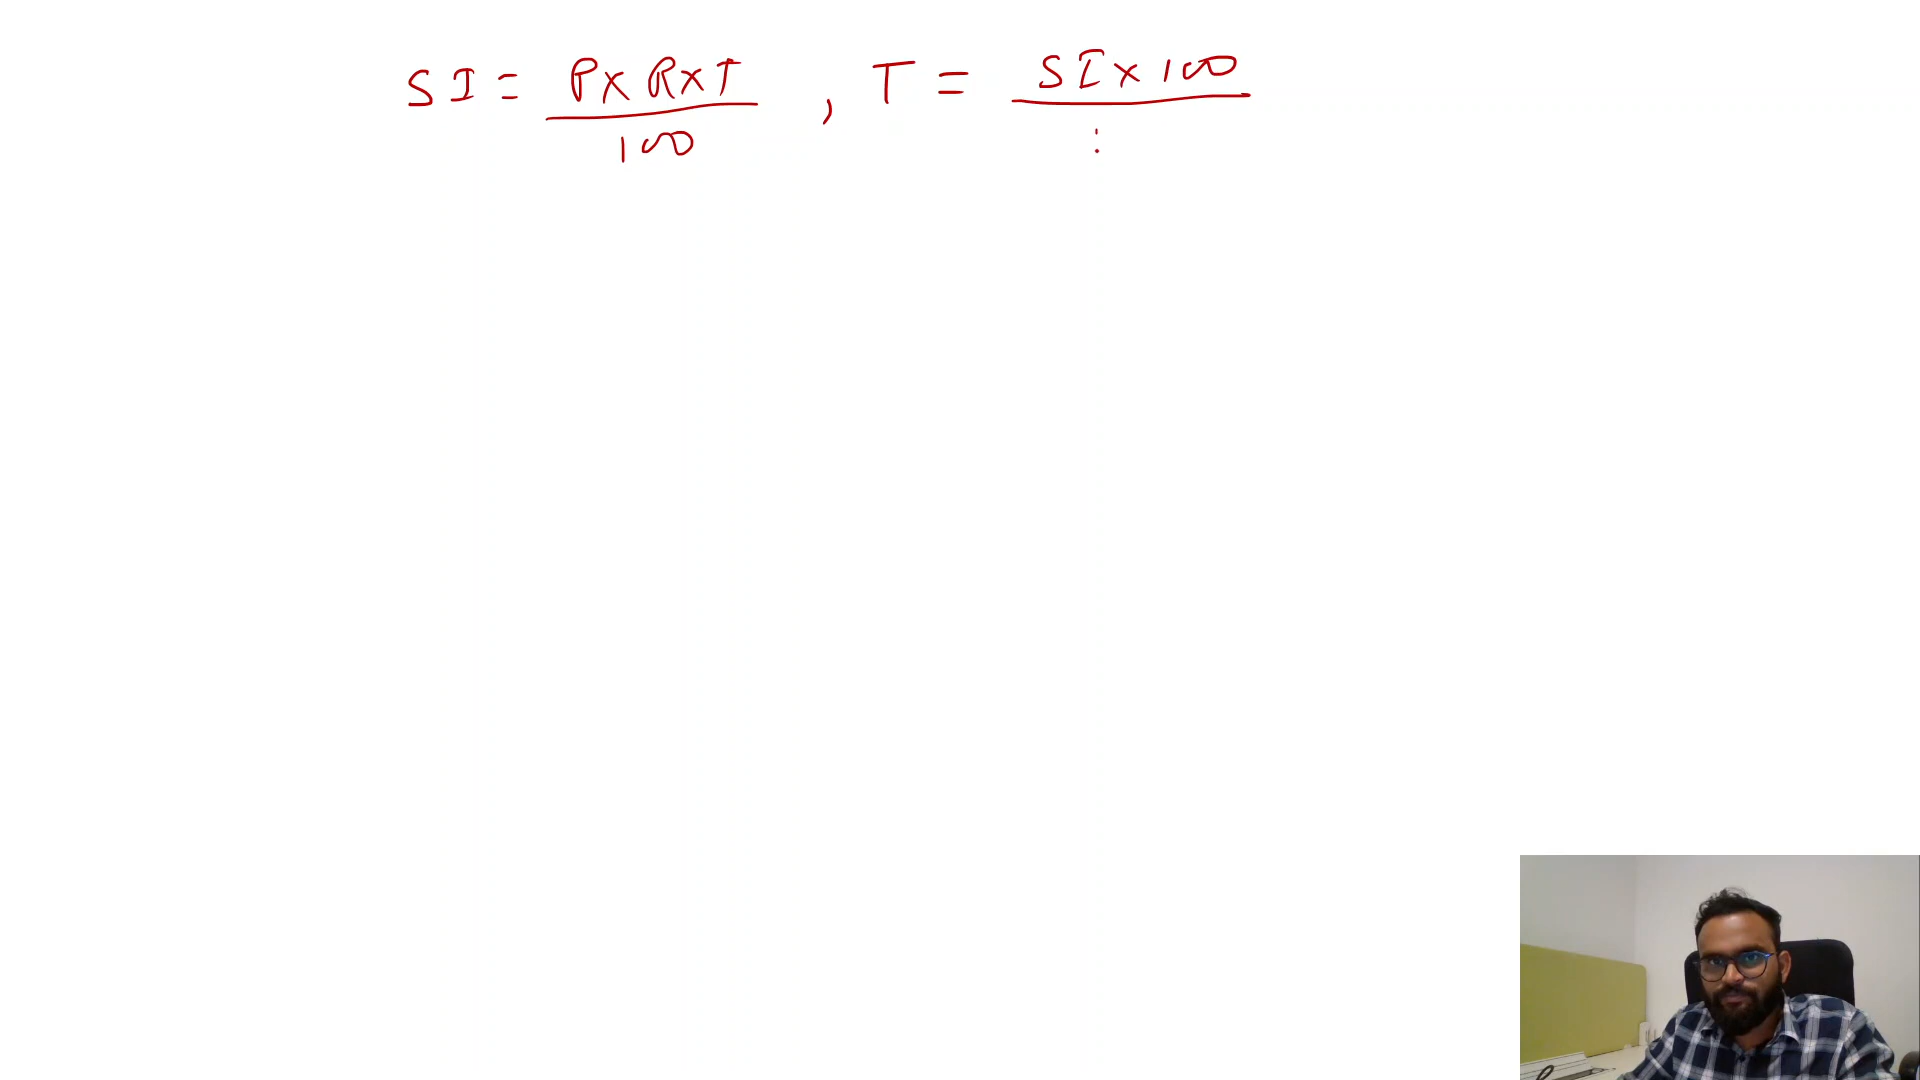 SI = P x R x T / 100 , T = SI x 100 /